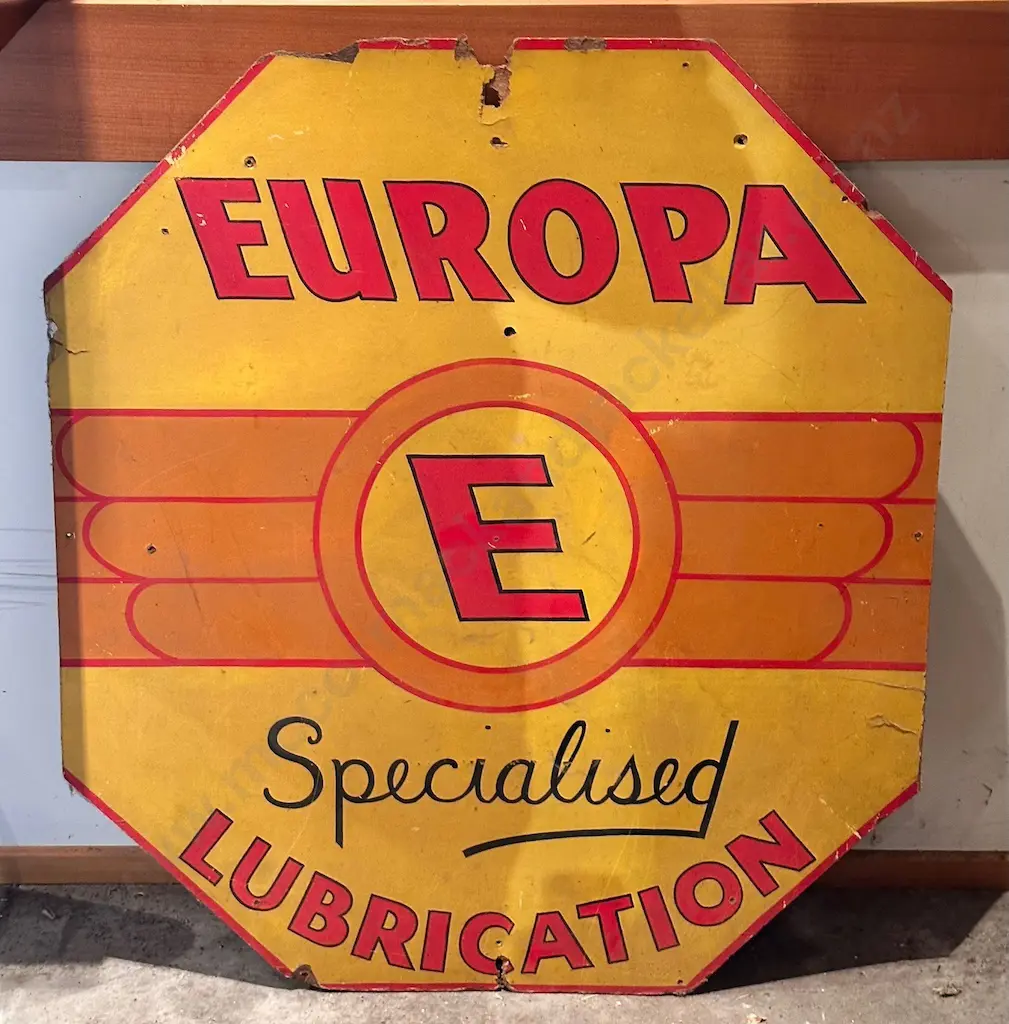 EUROPA
E
Specialised
LUBRICATION